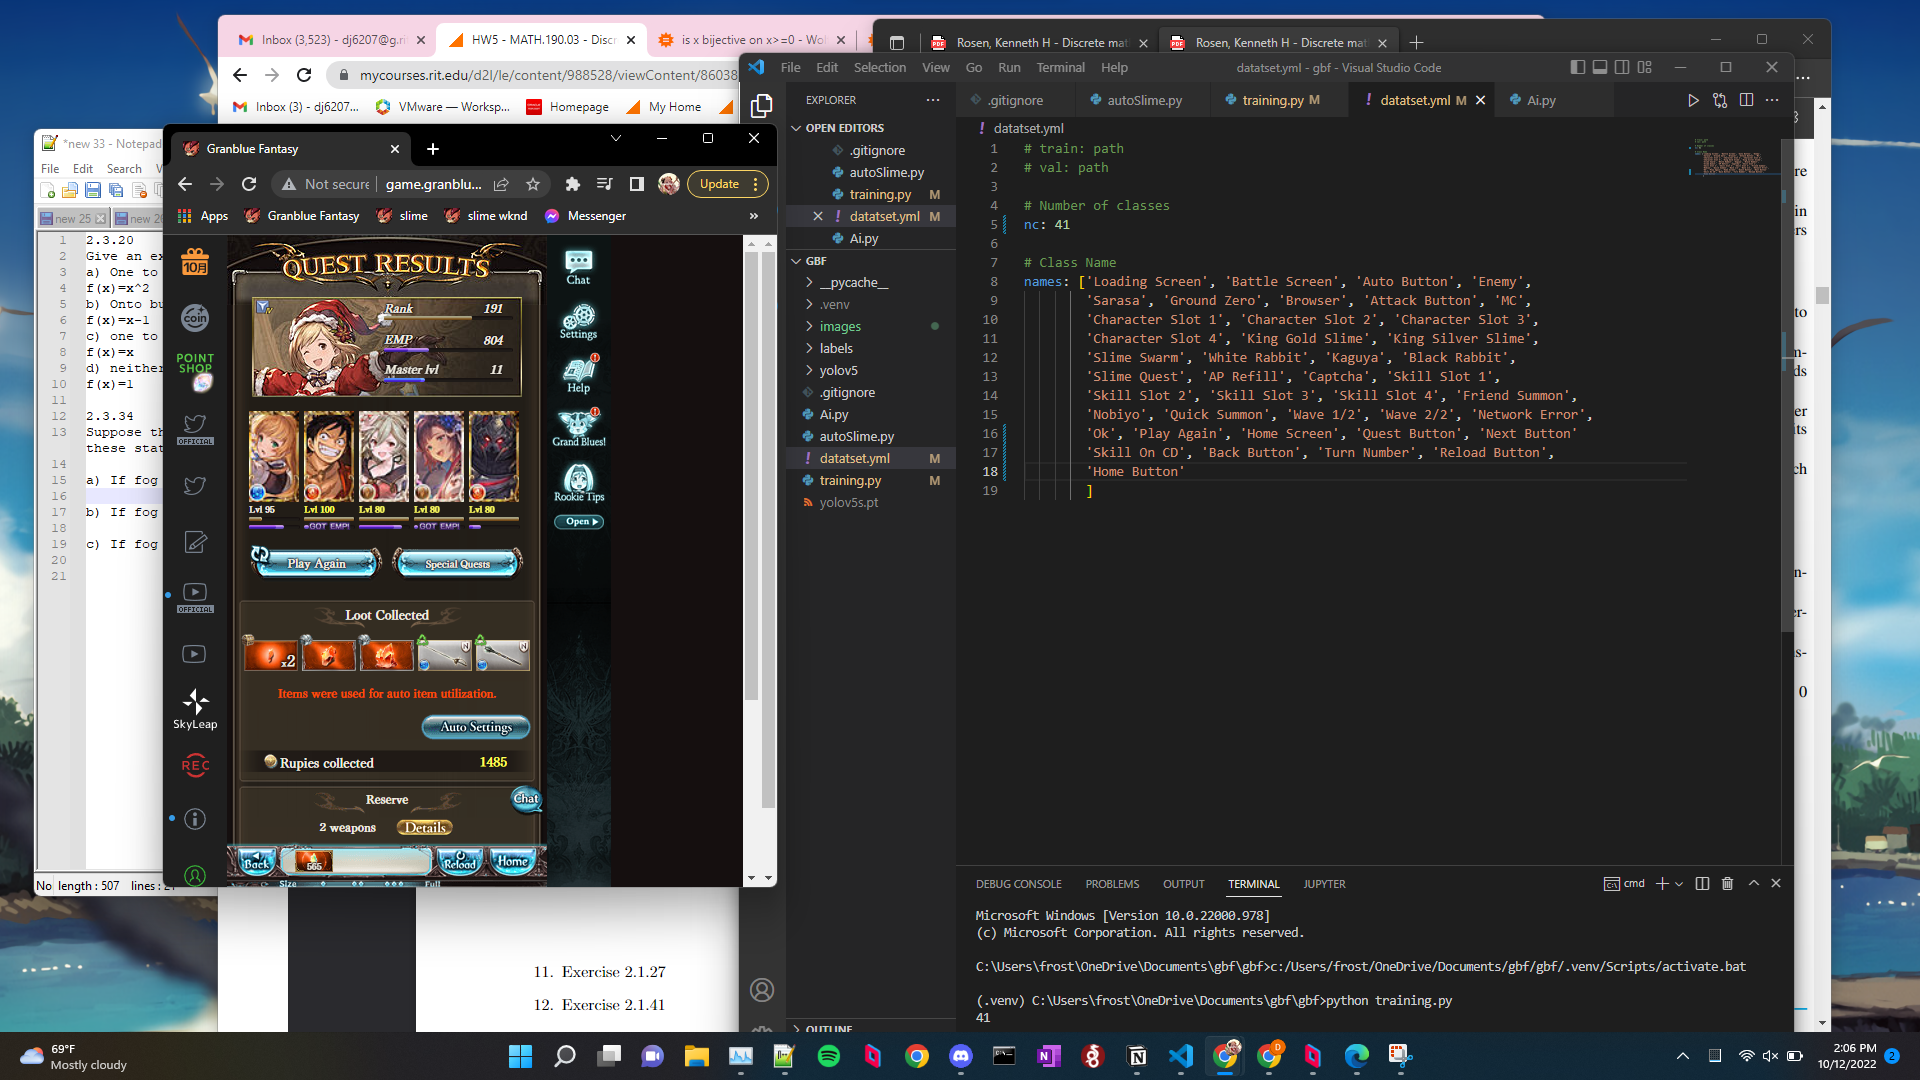 Inbox (3,523) - dj6207@g.ri
HW5 - MATH.190.03 - Discr
is x bijective on x>=0 - Wol
Rosen, Kenneth H - Discrete mat
Rosen, Kenneth H - Discrete mat
mycourses.rit.edu/d2l/le/content/988528/viewContent/86038
Inbox (3) - dj6207...
VMware — Worksp...
Homepage
My Home
*new 33 - Notepad
File Edit Search
new 25
1 2.3.20
2 Give an ex
3 a) One to
4 f(x)=x^2
5 b) Onto bu
6 f(x)=x-1
7 c) one to
8 f(x)=x
9 d) neither
10 f(x)=1
11
12 2.3.34
13 Suppose th
these stat
14
15 a) If fog
16
17 b) If fog
18
19 c) If fog
20
21
length : 507 lines: 21
Granblue Fantasy
Not secure game.granblu...
Update
Apps
Granblue Fantasy
slime
slime wknd
Messenger
»
10月
coin
POINT
SHOP
OFFICIAL
OFFICIAL
SkyLeap
REC
QUEST RESULTS
Rank 191
EMP 804
Master lvl 11
Lvl 95
Lvl 100
Lvl 80
Lvl 80
Lvl 80
GOT EMP!
GOT EMP!
Play Again
Special Quests
Loot Collected
x2
Items were used for auto item utilization.
Auto Settings
Rupies collected 1485
Reserve
Chat
2 weapons
Details
Back
565
Reload
Home
Size
Full
Chat
Settings
Help
Grand Blues!
Rookie Tips
Open
File Edit Selection View Go Run Terminal Help
datatset.yml - gbf - Visual Studio Code
EXPLORER
OPEN EDITORS
.gitignore
autoSlime.py
training.py M
datatset.yml M
Ai.py
GBF
__pycache__
.venv
images
labels
yolov5
.gitignore
Ai.py
autoSlime.py
datatset.yml M
training.py M
yolov5s.pt
OUTLINE
.gitignore
autoSlime.py
training.py M
datatset.yml M
Ai.py
datatset.yml
1 # train: path
2 # val: path
3
4 # Number of classes
5 nc: 41
6
7 # Class Name
8 names: ['Loading Screen', 'Battle Screen', 'Auto Button', 'Enemy',
9 'Sarasa', 'Ground Zero', 'Browser', 'Attack Button', 'MC',
10 'Character Slot 1', 'Character Slot 2', 'Character Slot 3',
11 'Character Slot 4', 'King Gold Slime', 'King Silver Slime',
12 'Slime Swarm', 'White Rabbit', 'Kaguya', 'Black Rabbit',
13 'Slime Quest', 'AP Refill', 'Captcha', 'Skill Slot 1',
14 'Skill Slot 2', 'Skill Slot 3', 'Skill Slot 4', 'Friend Summon',
15 'Nobiyo', 'Quick Summon', 'Wave 1/2', 'Wave 2/2', 'Network Error',
16 'Ok', 'Play Again', 'Home Screen', 'Quest Button', 'Next Button'
17 'Skill On CD', 'Back Button', 'Turn Number', 'Reload Button',
18 'Home Button'
19 ]
DEBUG CONSOLE
PROBLEMS
OUTPUT
TERMINAL
JUPYTER
cmd
Microsoft Windows [Version 10.0.22000.978]
(c) Microsoft Corporation. All rights reserved.
C:\Users\frost\OneDrive\Documents\gbf\gbf>c:/Users/frost/OneDrive/Documents/gbf/gbf/.venv/Scripts/activate.bat
(.venv) C:\Users\frost\OneDrive\Documents\gbf\gbf>python training.py
41
11. Exercise 2.1.27
12. Exercise 2.1.41
69°F
Mostly cloudy
2:06 PM
10/12/2022
2